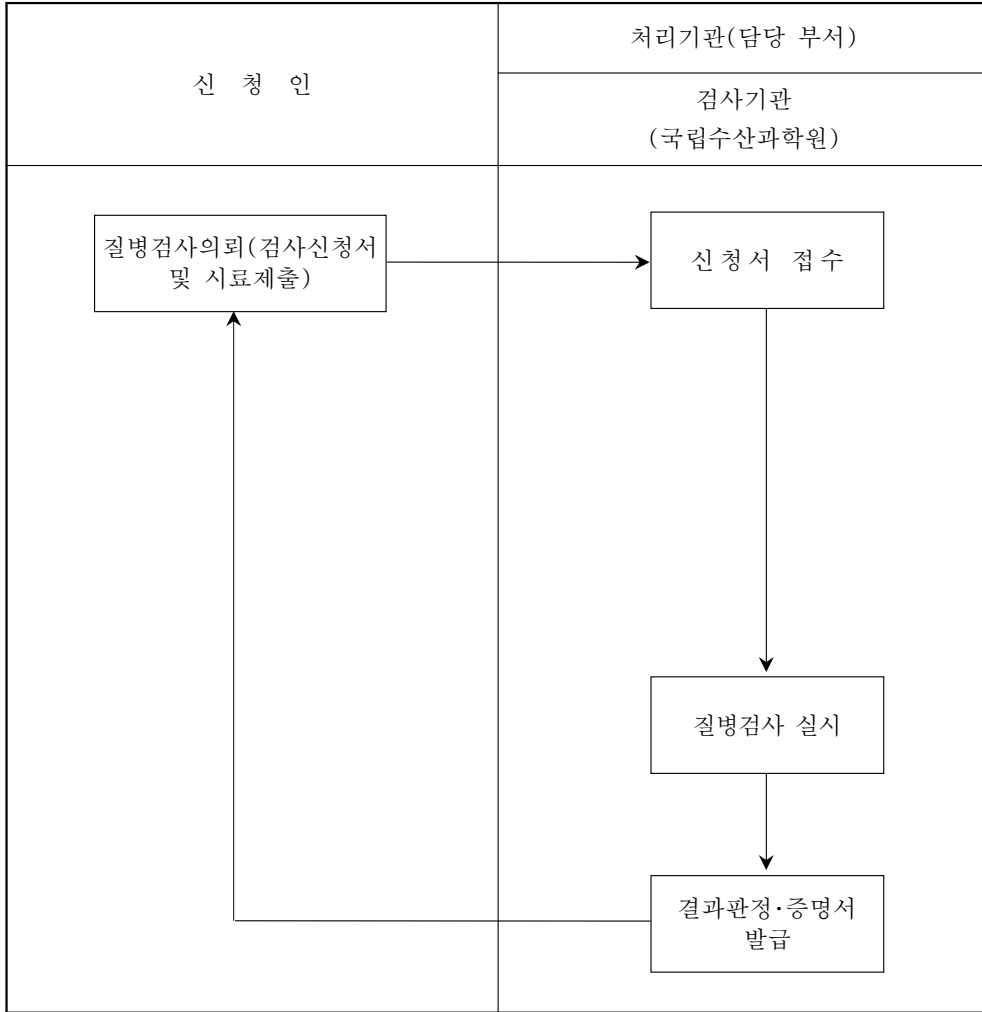 신 청 인
처리기관(담당 부서)
검사기관
(국립수산과학원)
질병검사의뢰(검사신청서
및 시료제출)
신청서 접수
질병검사 실시
결과판정·증명서
발급